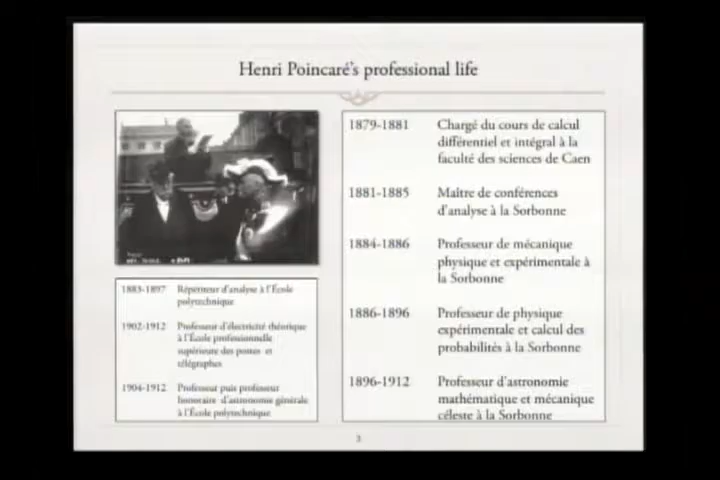 Henri Poincaré's professional life
1883-1897 Répetiteur d'analyse à l'École
polytechnique
1902-1912 Professeur d'électricité théorique
à l'École professionnelle
supérieure des postes et
télégraphes
1904-1912 Professeur puis professeur
honoraire d'astronomie générale
à l'École polytechnique
1879-1881 Chargé du cours de calcul
différentiel et intégral à la
faculté des sciences de Caen
1881-1885 Maître de conférences
d'analyse à la Sorbonne
1884-1886 Professeur de mécanique
physique et expérimentale à
la Sorbonne
1886-1896 Professeur de physique
expérimentale et calcul des
probabilités à la Sorbonne
1896-1912 Professeur d'astronomie
mathématique et mécanique
céleste à la Sorbonne
3